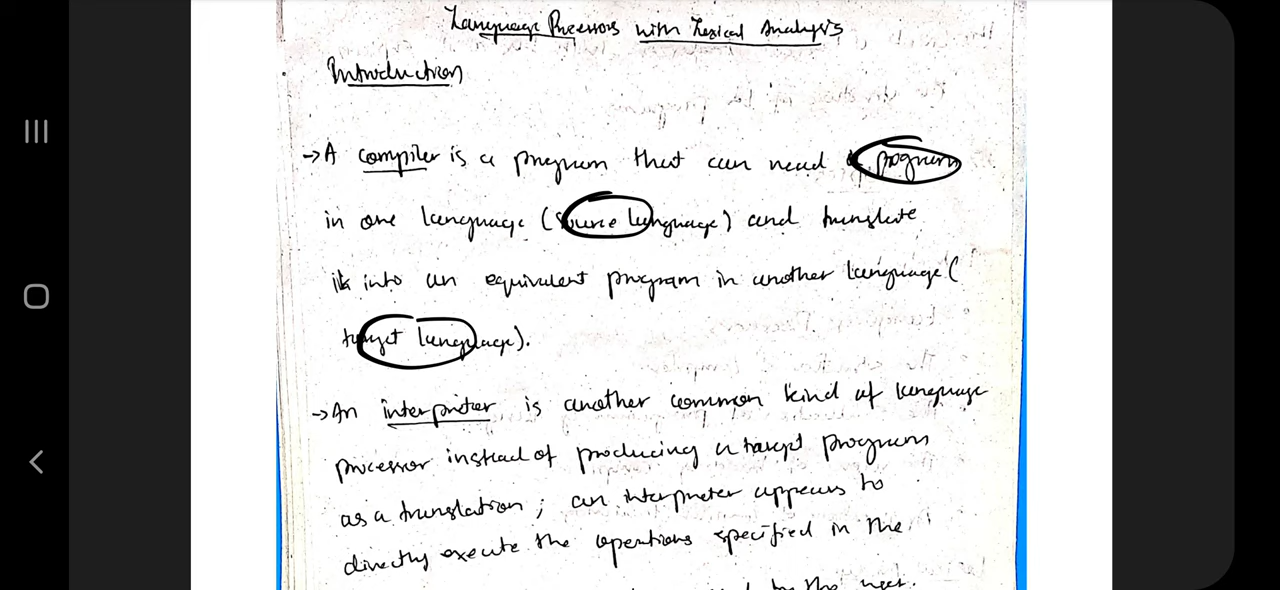 Language Processors with Lexical Analysis
Introduction
→A compiler is a program that can read a program
in one language (source language) and translate
it into an equivalent program in another language (
target language).
→An interpreter is another common kind of language
processor instead of producing a target program
as a translation; an interpreter appears to
directly execute the operations specified in the
by the user.